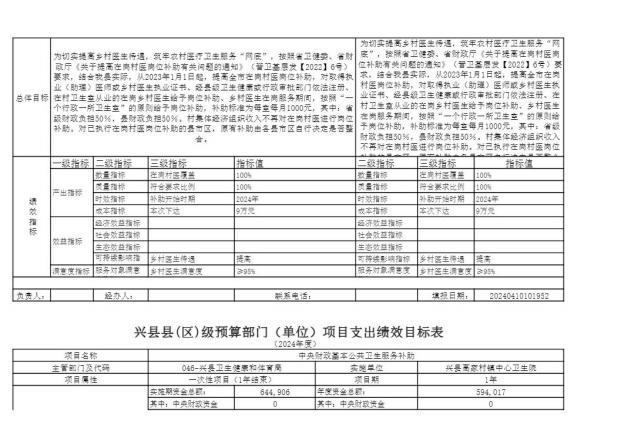 为切实提高乡村医生待遇，筑牢农村医疗卫生服务“网底”，按照省卫健委、省财政厅《关于提高在岗村医岗位补助有关问题的通知》（晋卫基层发【2022】6号）要求，结合我县实际，从2023年1月1日起，提高全市在岗村医岗位补助，对取得执业（助理）医师或乡村医生执业证书、经县级卫生健康或行政审批部门依法注册、在村卫生室从业的在岗乡村医生给予岗位补助。乡村医生在岗服务期间，按照“一个行政一所卫生室”的原则给予岗位补助，补助标准为每室每月1000元，其中：省级财政负担50%，县财政负担50%，村集体经济组织收入不再对在岗村医进行岗位补助。对已执行在岗村医岗位补助的县市区，原有补助由各县市区自行决定是否整合。
为切实提高乡村医生待遇，筑牢农村医疗卫生服务“网底”，按照省卫健委、省财政厅《关于提高在岗村医岗位补助有关问题的通知》（晋卫基层发【2022】6号）要求，结合我县实际，从2023年1月1日起，提高全市在岗村医岗位补助，对取得执业（助理）医师或乡村医生执业证书、经县级卫生健康或行政审批部门依法注册、在村卫生室从业的在岗乡村医生给予岗位补助。乡村医生在岗服务期间，按照“一个行政一所卫生室”的原则给予岗位补助，补助标准为每室每月1000元，其中：省级财政负担50%，县财政负担50%，村集体经济组织收入不再对在岗村医进行岗位补助。对已执行在岗村医岗位
总体目标
绩效指标
一级指标 二级指标 三级指标 指标值 二级指标 三级指标 指标值
产出指标
数量指标 在岗村医覆盖 100% 数量指标 在岗村医覆盖 100%
质量指标 符合要求比例 100% 质量指标 符合要求比例 100%
时效指标 补助开始时期 2024年 时效指标 补助开始时期 2024年
成本指标 本次下达 9万元 成本指标 本次下达 9万元
效益指标
经济效益指标 经济效益指标
社会效益指标 社会效益指标
生态效益指标 生态效益指标
可持续影响指 乡村医生待遇 提高 可持续影响指标 乡村医生待遇 提高
满意度指标 服务对象满意 乡村医生满意度 ≥95% 服务对象满意 乡村医生满意度 ≥95%
负责人： 经办人： 联系电话： 填报日期： 20240410101952
兴县县(区)级预算部门（单位）项目支出绩效目标表
（2024年度）
项目名称 中央财政基本公共卫生服务补助
主管部门及代码 046-兴县卫生健康和体育局 实施单位 兴县高家村镇中心卫生院
项目属性 一次性项目（1年结束） 项目期 1年
实施期资金总额： 644,906 年度资金总额： 594,017
其中：中央财政资金 0 其中：中央财政资金 0